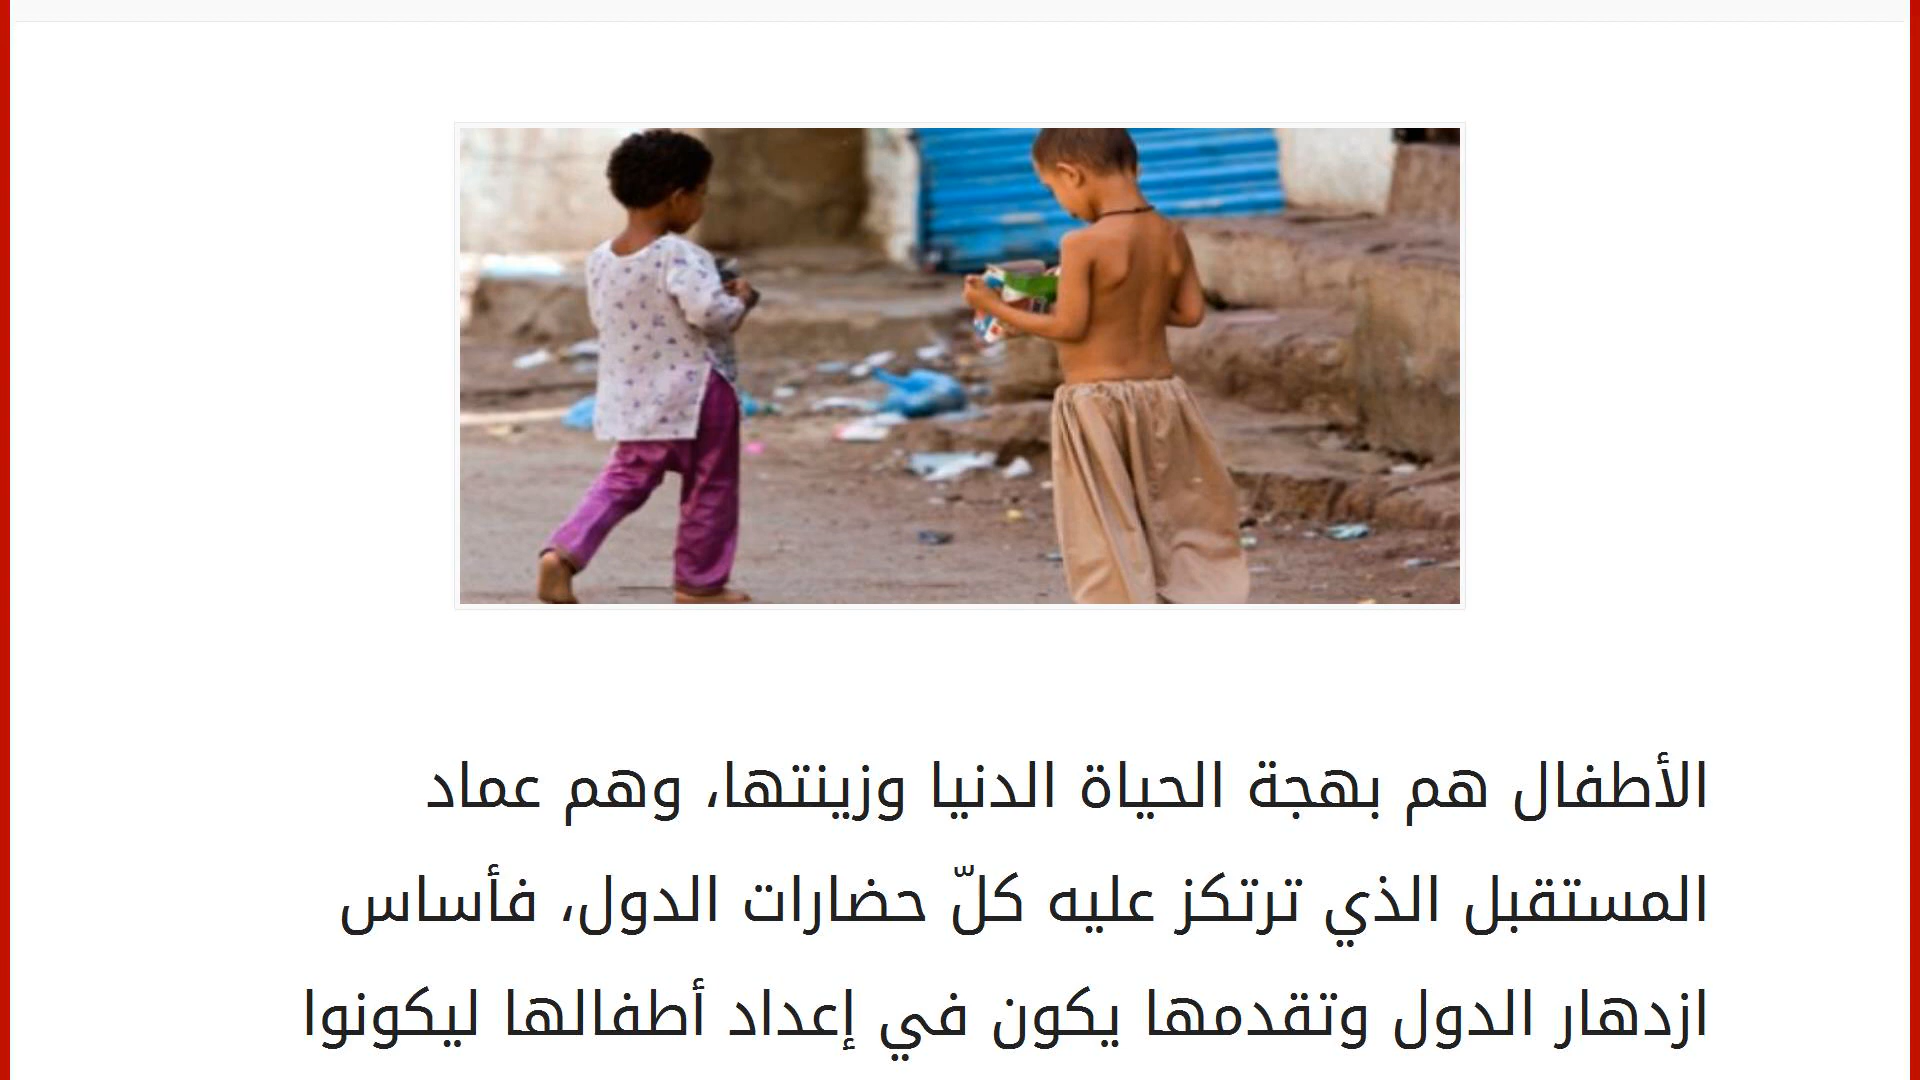 الأطفال هم بهجة الحياة الدنيا وزينتها، وهم عماد
المستقبل الذي ترتكز عليه كلّ حضارات الدول، فأساس
ازدهار الدول وتقدمها يكون في إعداد أطفالها ليكونوا